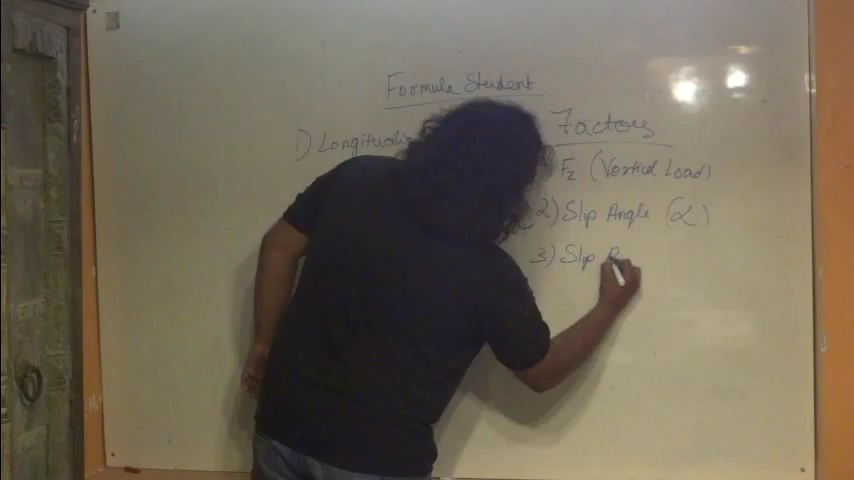 Formula Student
1) Longitudi
Factors
Fz (Vertical Load)
2) Slip Angle (α)
3) Slip R